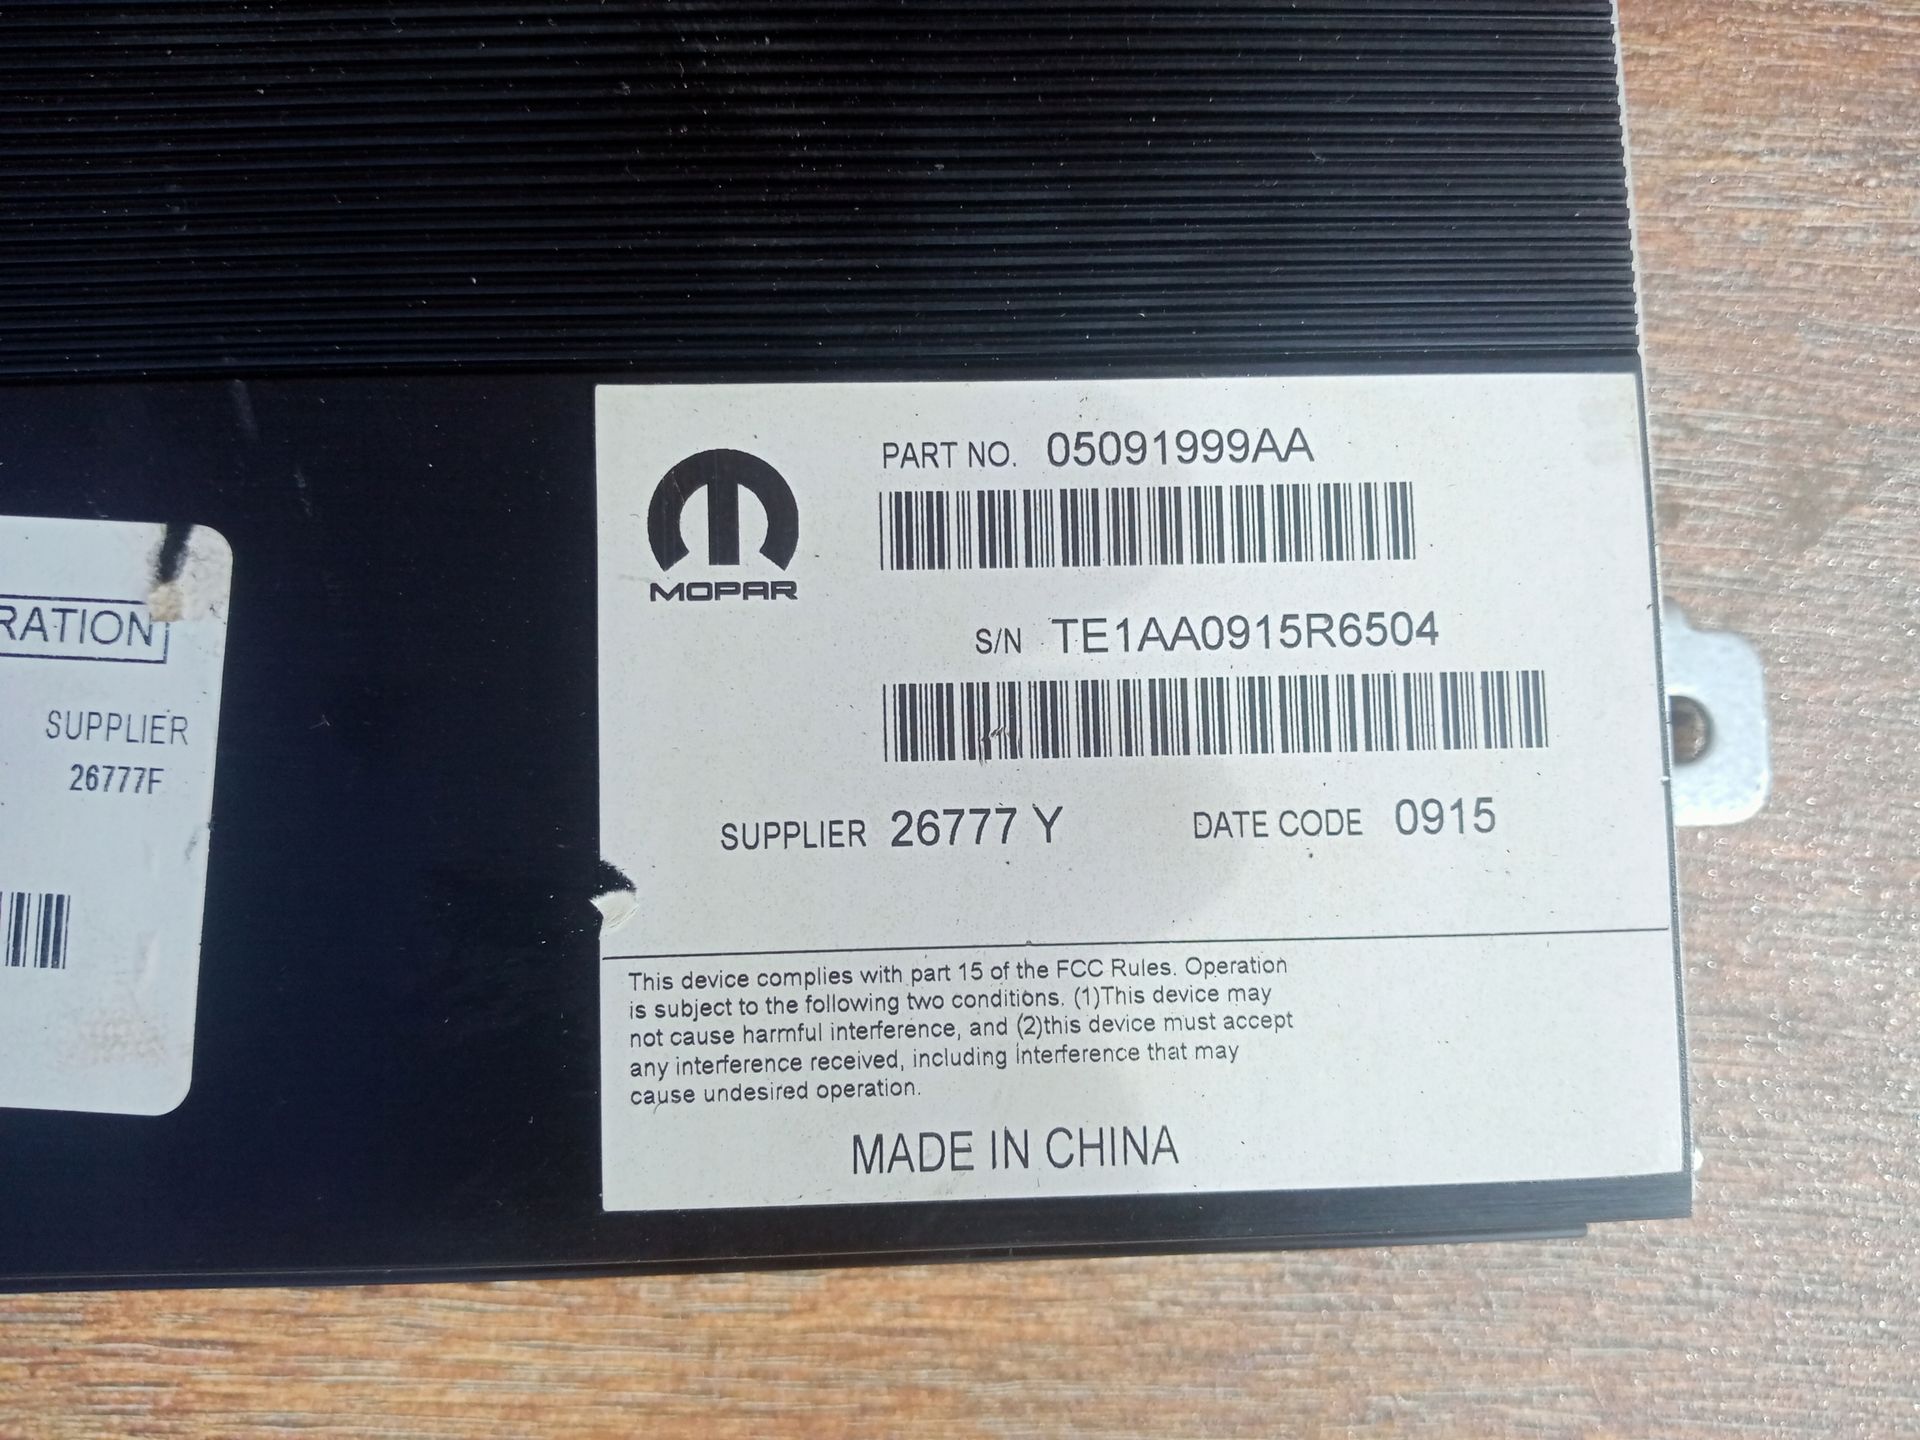 RATION
SUPPLIER
26777F
MOPAR
PART NO. 05091999AA
S/N TE1AA0915R6504
SUPPLIER 26777 Y DATE CODE 0915
This device complies with part 15 of the FCC Rules. Operation
is subject to the following two conditions. (1)This device may
not cause harmful interference, and (2)this device must accept
any interference received, including interference that may
cause undesired operation.
MADE IN CHINA